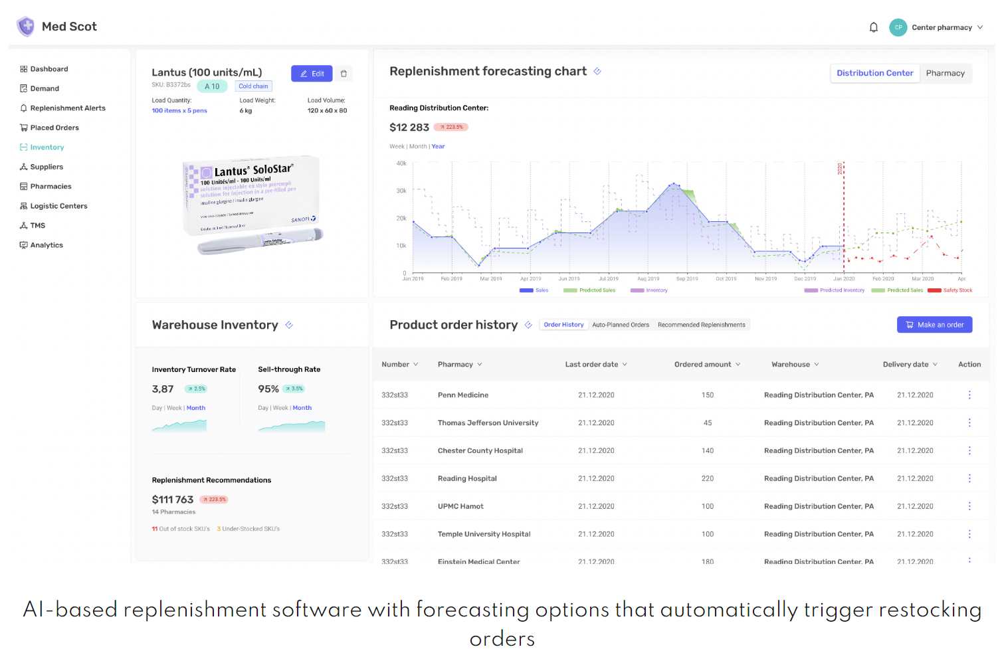 Med Scot
CP
Center pharmacy
Dashboard
Demand
Replenishment Alerts
Placed Orders
Inventory
Suppliers
Pharmacies
Logistic Centers
TMS
Analytics
Lantus (100 units/mL)
Edit
SKU: B3372bs
A 10
Cold chain
Load Quantity:
Load Weight:
Load Volume:
100 items x 5 pens
6 kg
120 x 60 x 80
Lantus® SoloStar®
100 Unités/ml - 100 Units/ml
solution injectable en stylo prérempli
solution for injection in a pre-filled pen
insuline glargine / insulin glargine
SANOFI
Replenishment forecasting chart
Distribution Center
Pharmacy
Reading Distribution Center:
$12 283
223.5%
Week | Month | Year
40k
30k
20k
10k
0
2020
Jan 2019 Feb 2019 Mar 2019 Apr 2019 Jun 2019 Jul 2019 Aug 2019 Sep 2019 Oct 2019 Nov 2019 Dec 2019 Jan 2020 Feb 2020 Mar 2020 Apr
Sales Predicted Sales Inventory Predicted Inventory Predicted Sales Safety Stock
Warehouse Inventory
Inventory Turnover Rate
Sell-through Rate
3,87 2.5%
95% 3.5%
Day | Week | Month
Day | Week | Month
Replenishment Recommendations
$111 763 223.5%
14 Pharmacies
11 Out of stock SKU's 3 Under-Stocked SKU's
Product order history
Order History Auto-Planned Orders Recommended Replenishments
Make an order
Number Pharmacy Last order date Ordered amount Warehouse Delivery date Action
332st33 Penn Medicine 21.12.2020 150 Reading Distribution Center, PA 21.12.2020
332st33 Thomas Jefferson University 21.12.2020 45 Reading Distribution Center, PA 21.12.2020
332st33 Chester County Hospital 21.12.2020 140 Reading Distribution Center, PA 21.12.2020
332st33 Reading Hospital 21.12.2020 220 Reading Distribution Center, PA 21.12.2020
332st33 UPMC Hamot 21.12.2020 100 Reading Distribution Center, PA 21.12.2020
332st33 Temple University Hospital 21.12.2020 100 Reading Distribution Center, PA 21.12.2020
332st33 Einstein Medical Center 21.12.2020 180 Reading Distribution Center, PA 21.12.2020
AI-based replenishment software with forecasting options that automatically trigger restocking
orders